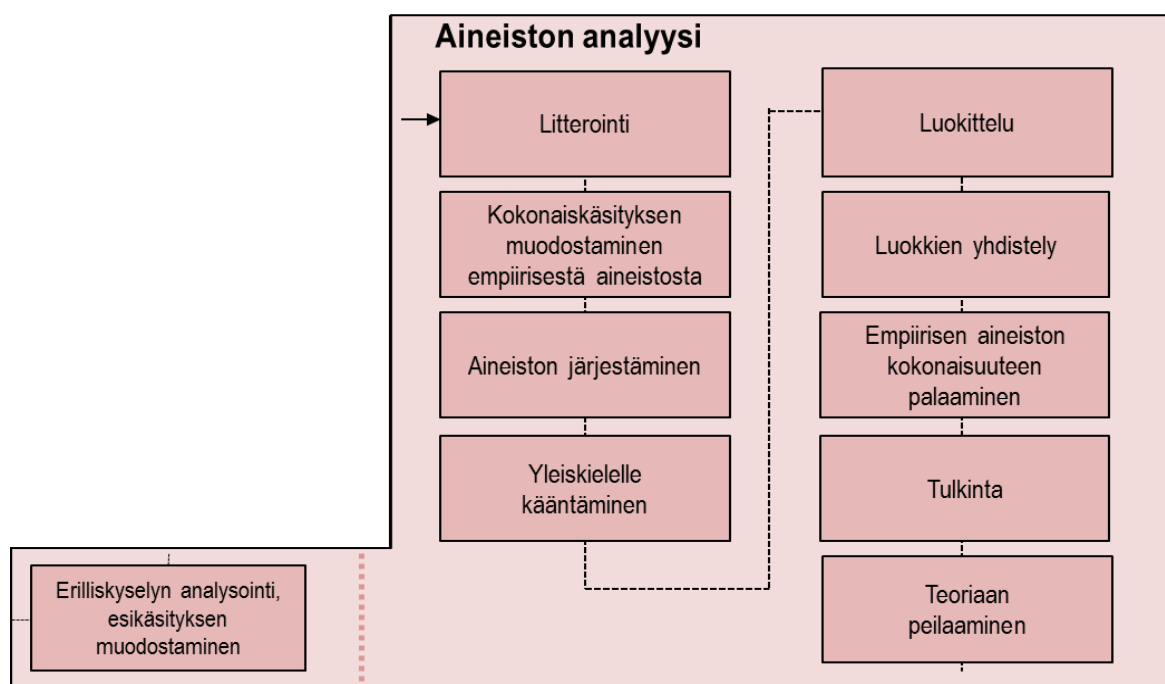 Aineiston analyysi
Litterointi
Kokonaiskäsityksen
muodostaminen
empiirisestä aineistosta
Aineiston järjestäminen
Yleiskielelle
kääntäminen
Luokittelu
Luokkien yhdistely
Empiirisen aineiston
kokonaisuuteen
palaaminen
Tulkinta
Teoriaan
peilaaminen
Erilliskyselyn analysointi,
esikäsityksen
muodostaminen